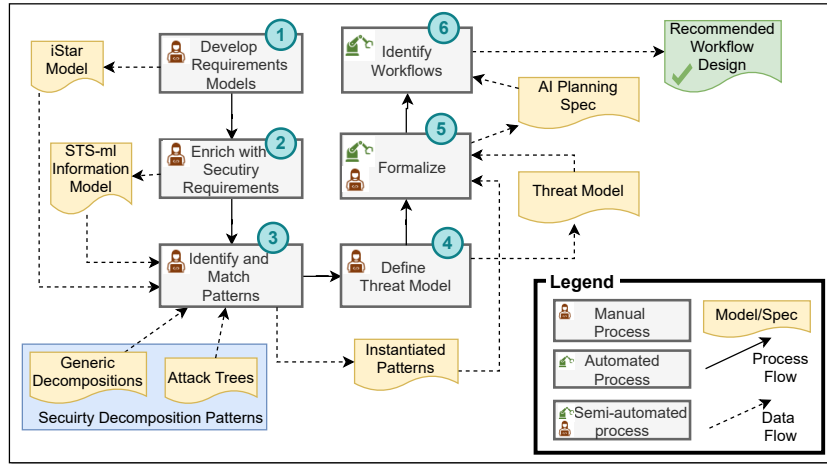 iStar
Model
1
Develop
Requirements
Models
6
Identify
Workflows
Recommended
Workflow
Design
AI Planning
Spec
STS-ml
Information
Model
2
Enrich with
Secutiry
Requirements
5
Formalize
Threat Model
3
Identify and
Match
Patterns
4
Define
Threat Model
Generic
Decompositions
Attack Trees
Secuirty Decomposition Patterns
Instantiated
Patterns
Legend
Manual
Process
Model/Spec
Automated
Process
Process
Flow
Semi-automated
process
Data
Flow